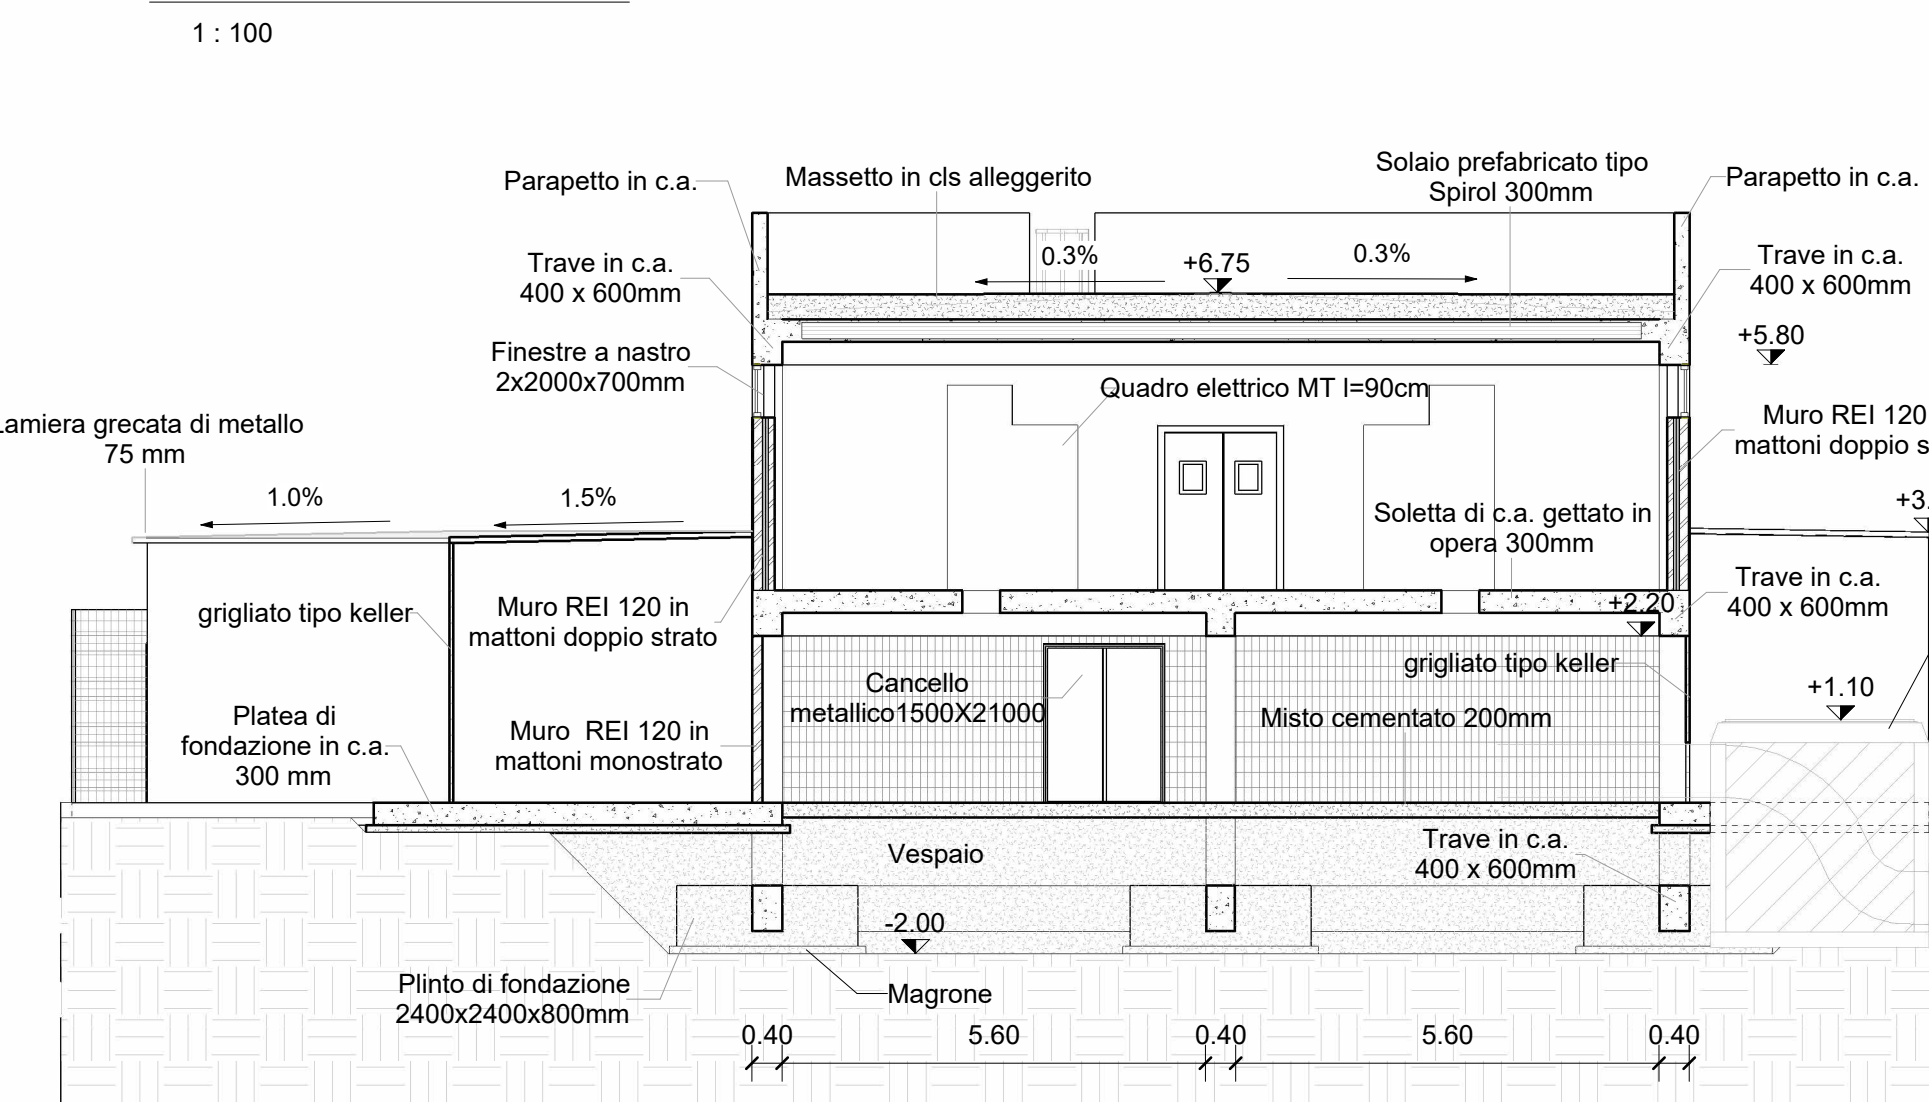 1 : 100
Parapetto in c.a.
Massetto in cls alleggerito
Solaio prefabricato tipo
Spirol 300mm
Parapetto in c.a.
Trave in c.a.
400 x 600mm
0.3%
+6.75
0.3%
Trave in c.a.
400 x 600mm
+5.80
Finestre a nastro
2x2000x700mm
Quadro elettrico MT l=90cm
Lamiera grecata di metallo
75 mm
Muro REI 120
mattoni doppio s
1.0%
1.5%
+3.
Soletta di c.a. gettato in
opera 300mm
grigliato tipo keller
Muro REI 120 in
mattoni doppio strato
+2.20
Trave in c.a.
400 x 600mm
Cancello
metallico1500X21000
grigliato tipo keller
+1.10
Platea di
fondazione in c.a.
300 mm
Muro  REI 120 in
mattoni monostrato
Misto cementato 200mm
Vespaio
Trave in c.a.
400 x 600mm
-2.00
Plinto di fondazione
2400x2400x800mm
Magrone
0.40
5.60
0.40
5.60
0.40